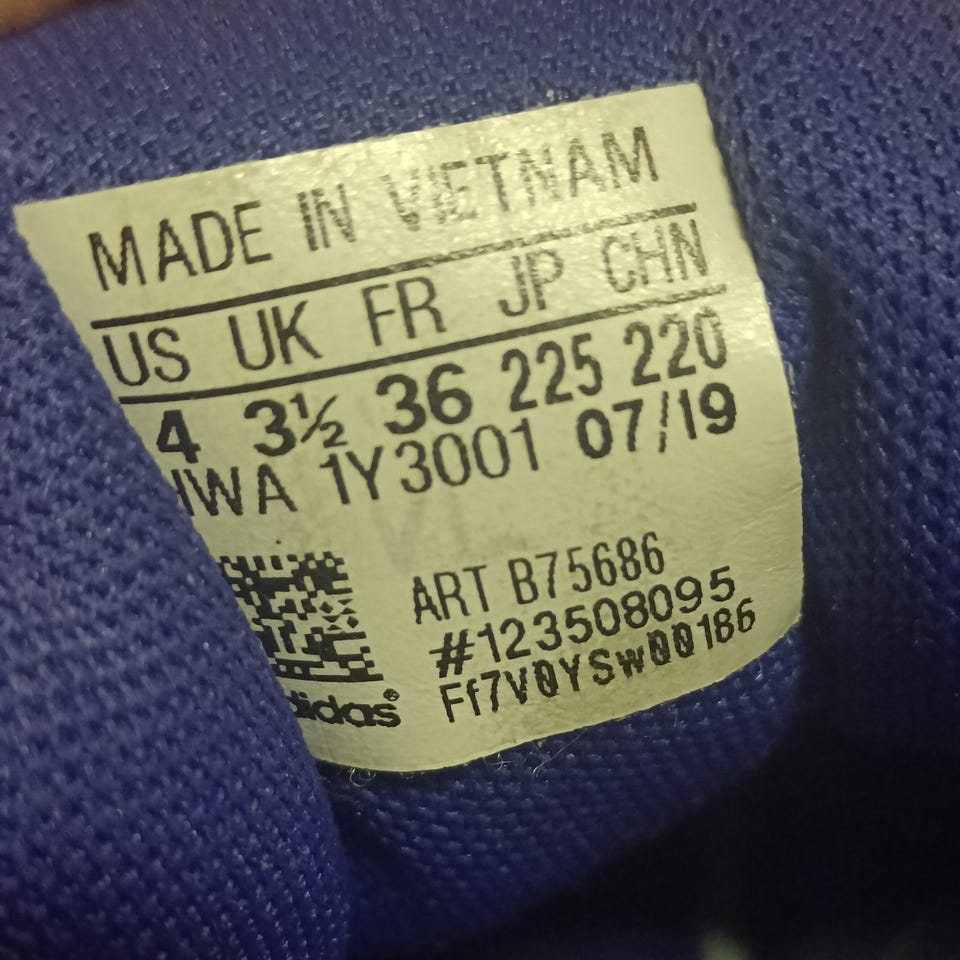 MADE IN VIETNAM
US UK FR JP CHN
4 3½ 36 225 220
1Y3001 07/19
ART B75686
#123508095
Ff7V0YSw00186
adidas®